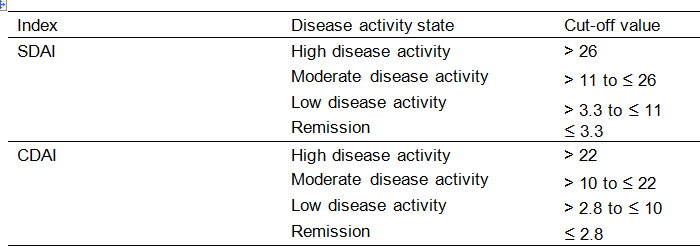 Index Disease activity state Cut-off value
SDAI High disease activity > 26
Moderate disease activity > 11 to ≤ 26
Low disease activity > 3.3 to ≤ 11
Remission ≤ 3.3
CDAI High disease activity > 22
Moderate disease activity > 10 to ≤ 22
Low disease activity > 2.8 to ≤ 10
Remission ≤ 2.8